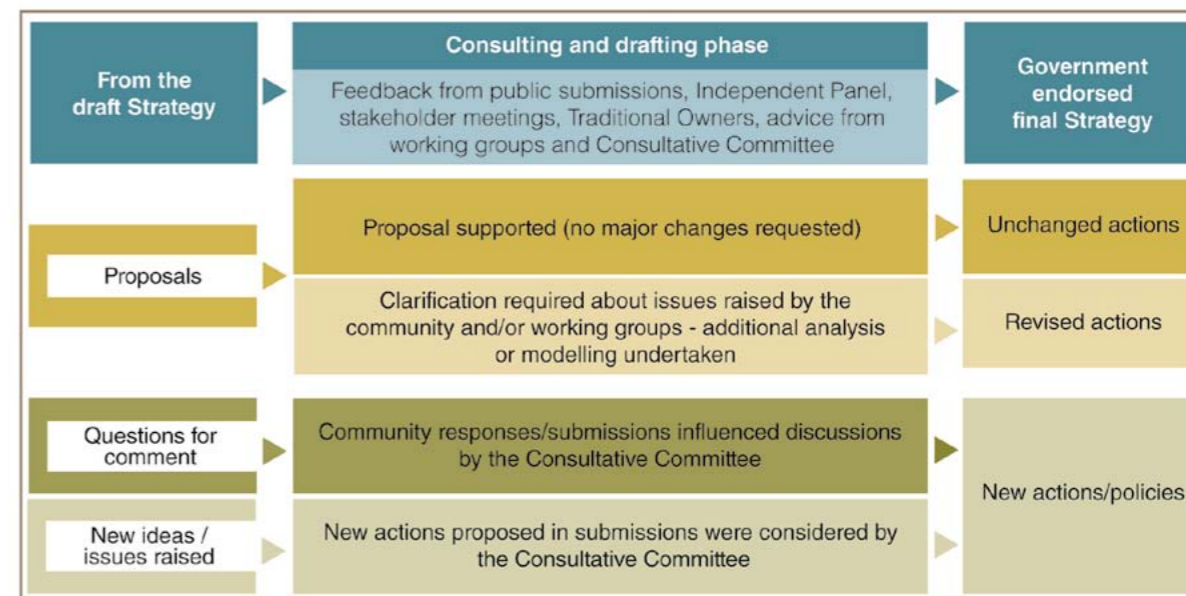 From the
draft Strategy
Consulting and drafting phase
Feedback from public submissions, Independent Panel,
stakeholder meetings, Traditional Owners, advice from
working groups and Consultative Committee
Government
endorsed
final Strategy
Proposals
Proposal supported (no major changes requested)
Unchanged actions
Clarification required about issues raised by the
community and/or working groups - additional analysis
or modelling undertaken
Revised actions
Questions for
comment
Community responses/submissions influenced discussions
by the Consultative Committee
New actions/policies
New ideas /
issues raised
New actions proposed in submissions were considered by
the Consultative Committee